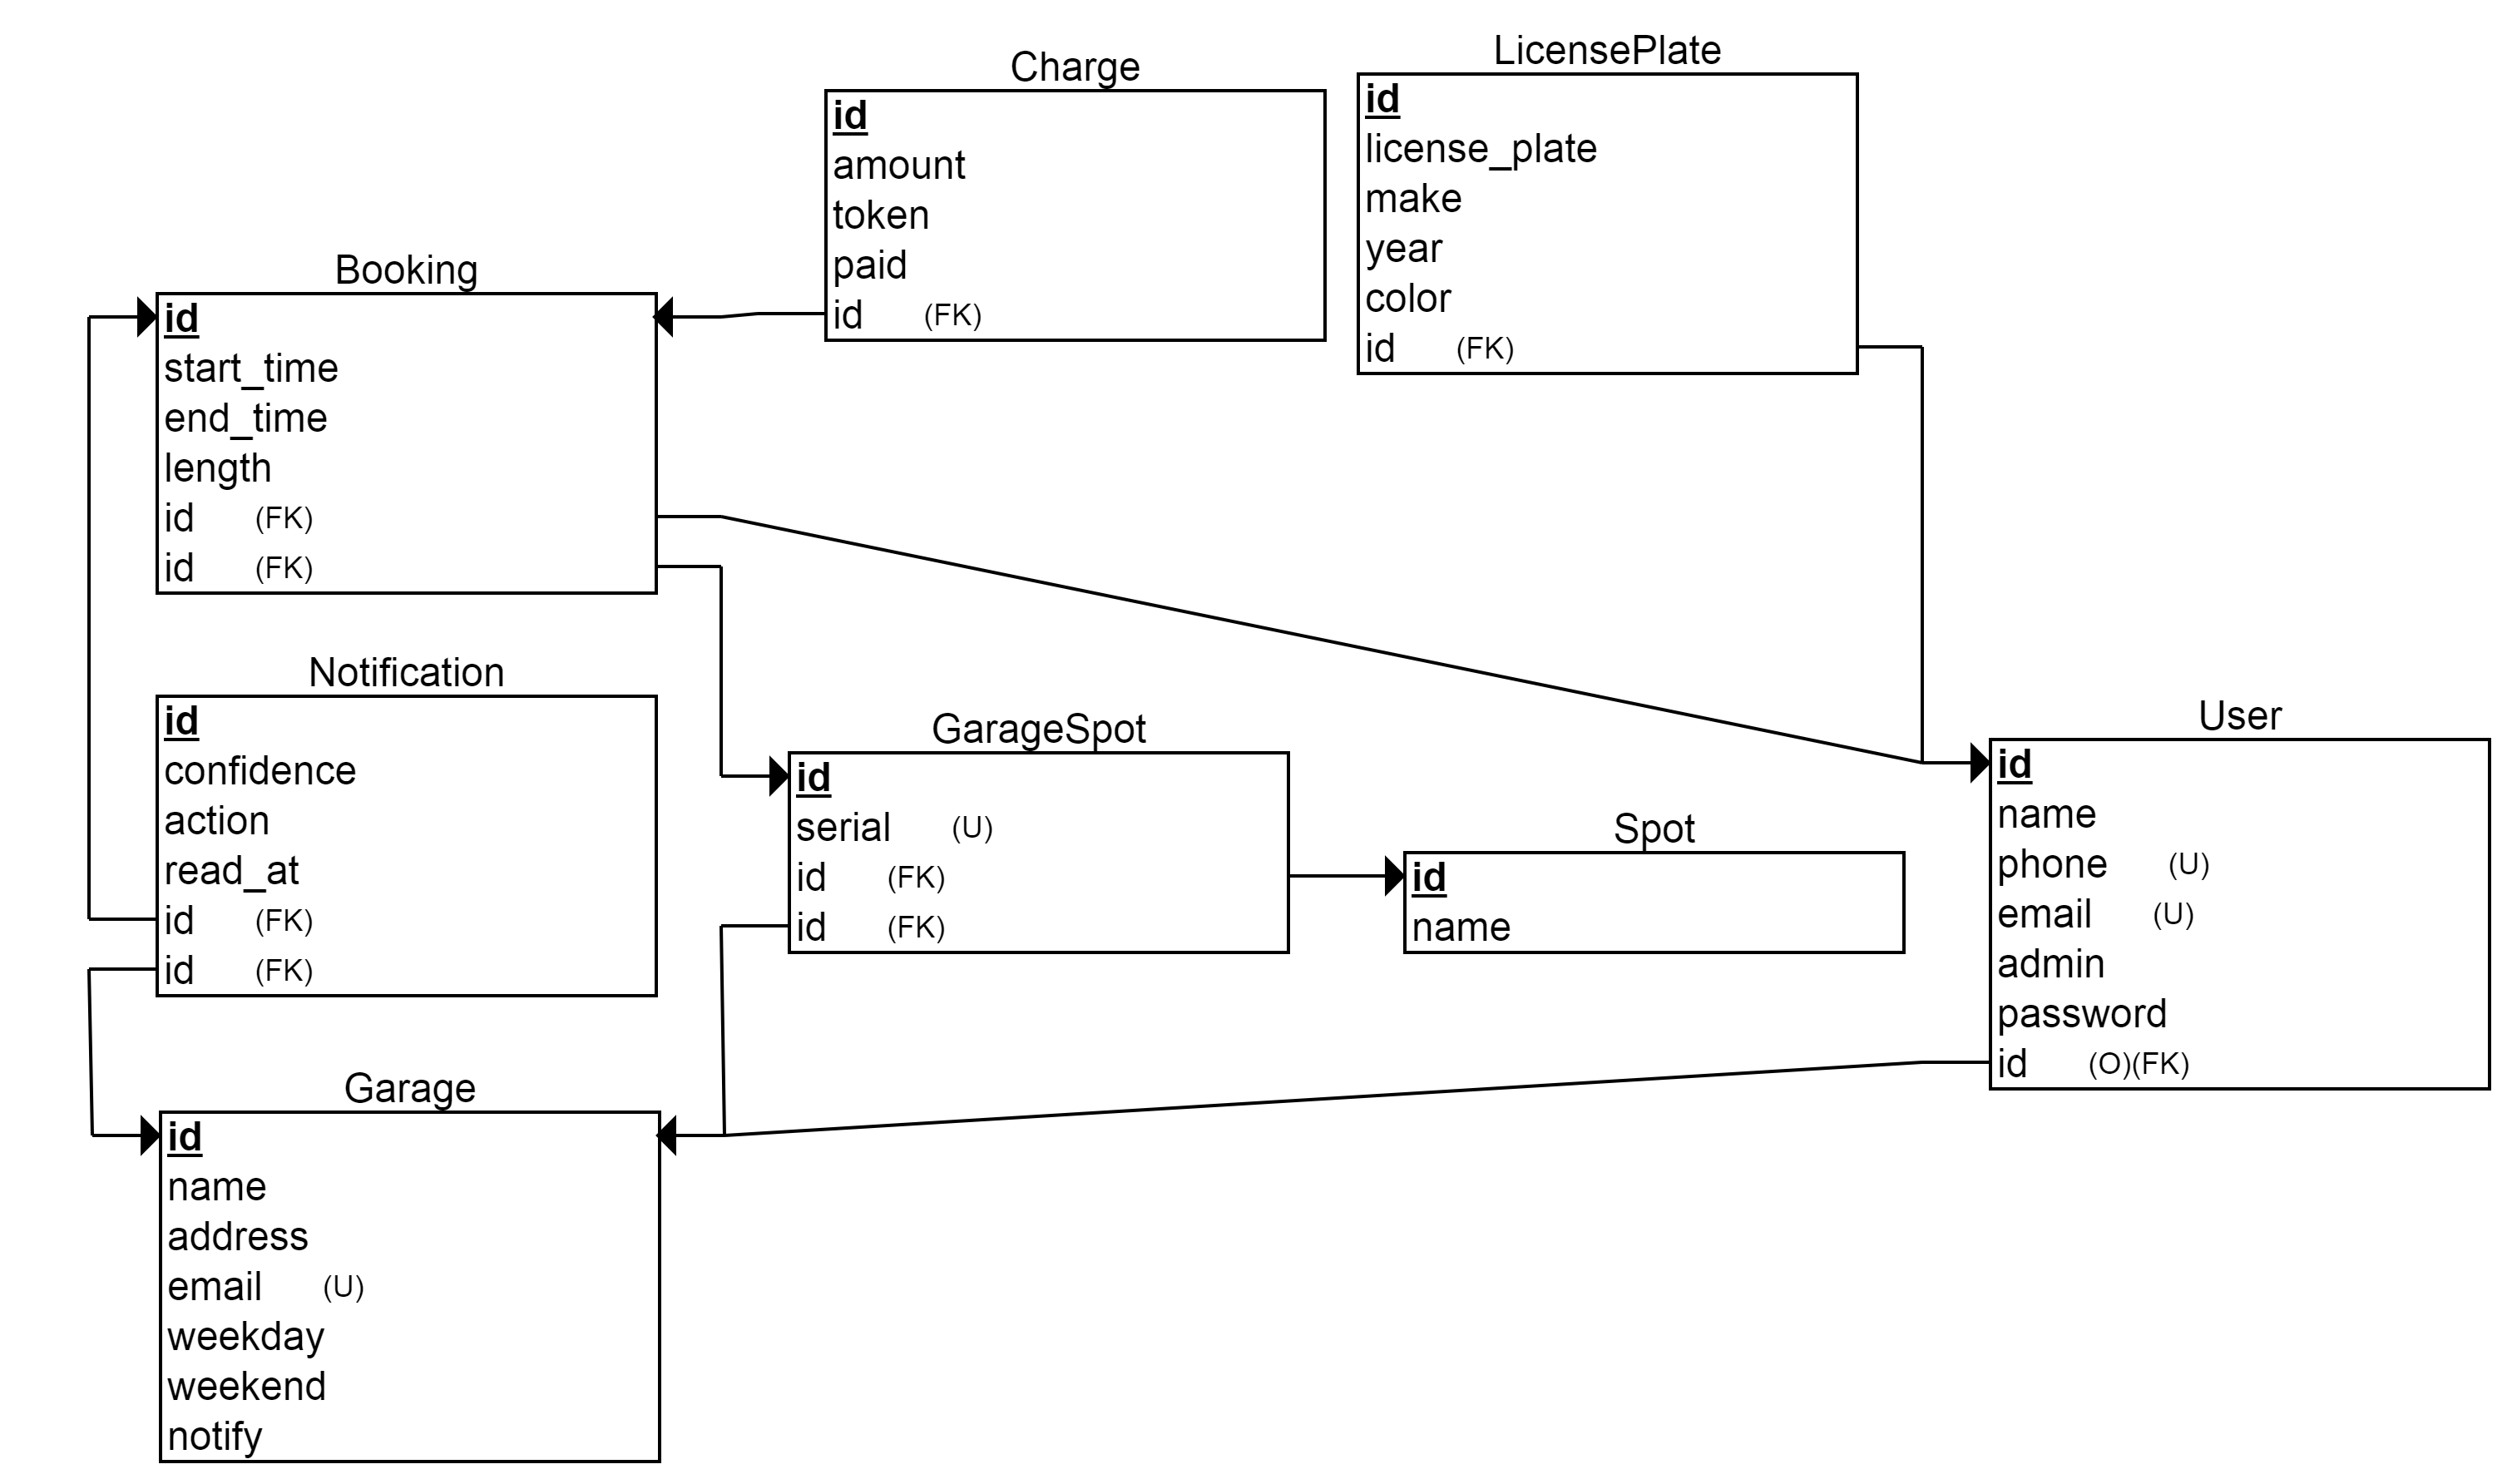 Charge
id
amount
token
paid
id (FK)
LicensePlate
id
license_plate
make
year
color
id (FK)
Booking
id
start_time
end_time
length
id (FK)
id (FK)
Notification
id
confidence
action
read_at
id (FK)
id (FK)
GarageSpot
id
serial (U)
id (FK)
id (FK)
Spot
id
name
User
id
name
phone (U)
email (U)
admin
password
id (O)(FK)
Garage
id
name
address
email (U)
weekday
weekend
notify